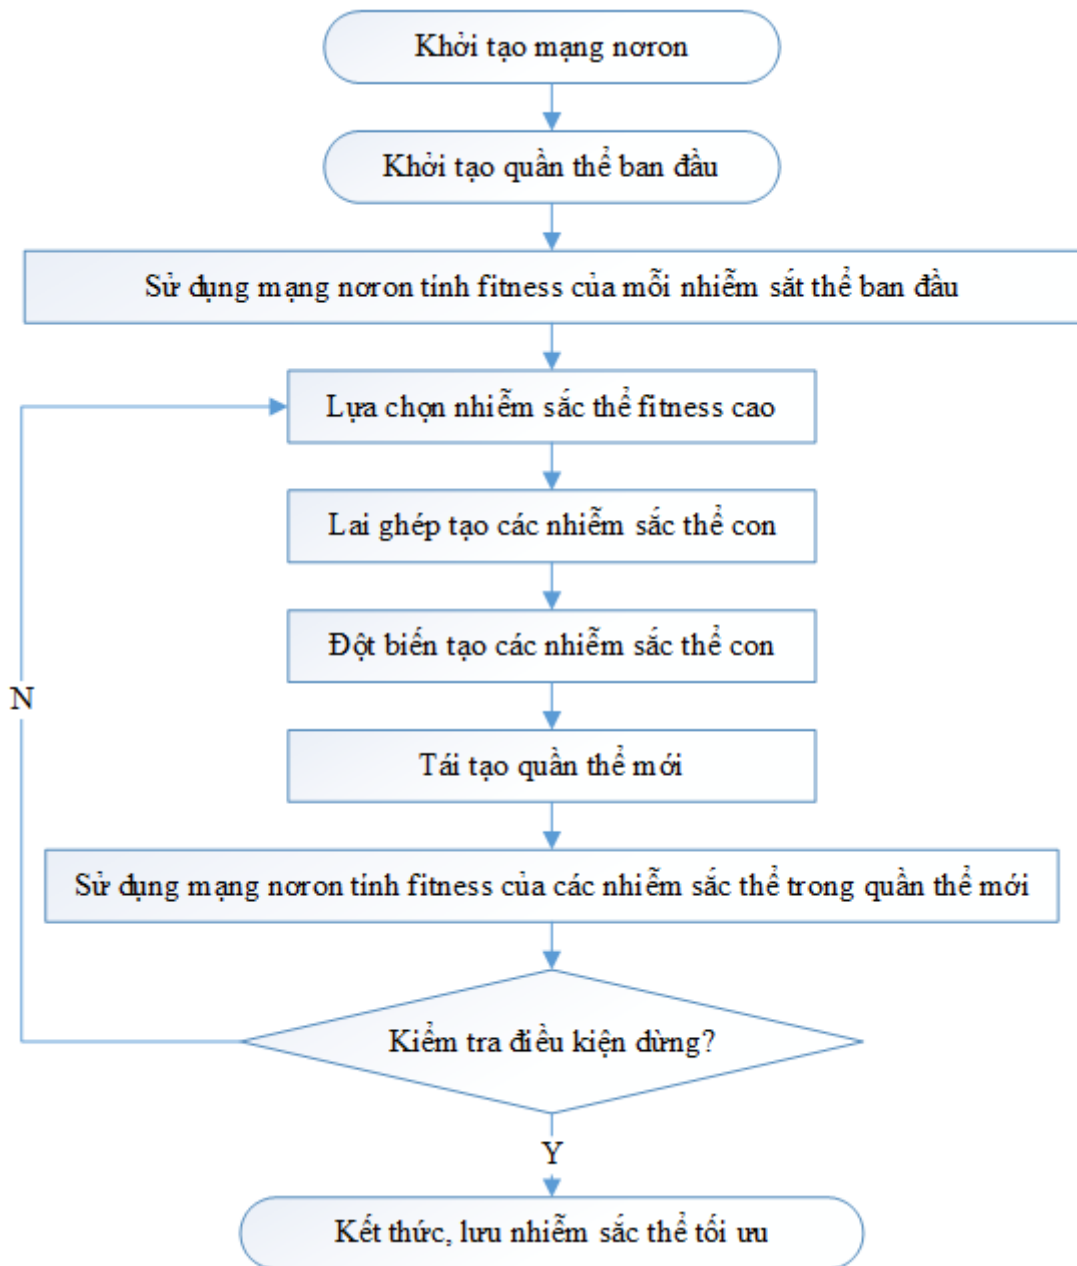 Khởi tạo mạng nơron
Khởi tạo quần thể ban đầu
Sử dụng mạng nơron tính fitness của mỗi nhiễm sắt thể ban đầu
Lựa chọn nhiễm sắc thể fitness cao
Lai ghép tạo các nhiễm sắc thể con
Đột biến tạo các nhiễm sắc thể con
N
Tái tạo quần thể mới
Sử dụng mạng nơron tính fitness của các nhiễm sắc thể trong quần thể mới
Kiểm tra điều kiện dừng?
Y
Kết thúc, lưu nhiễm sắc thể tối ưu